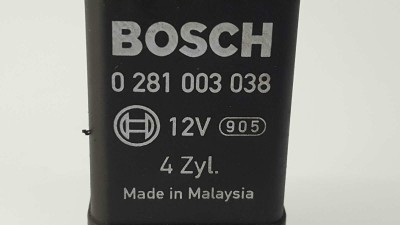 BOSCH
0 281 003 038
12V 905
4 Zyl.
Made in Malaysia